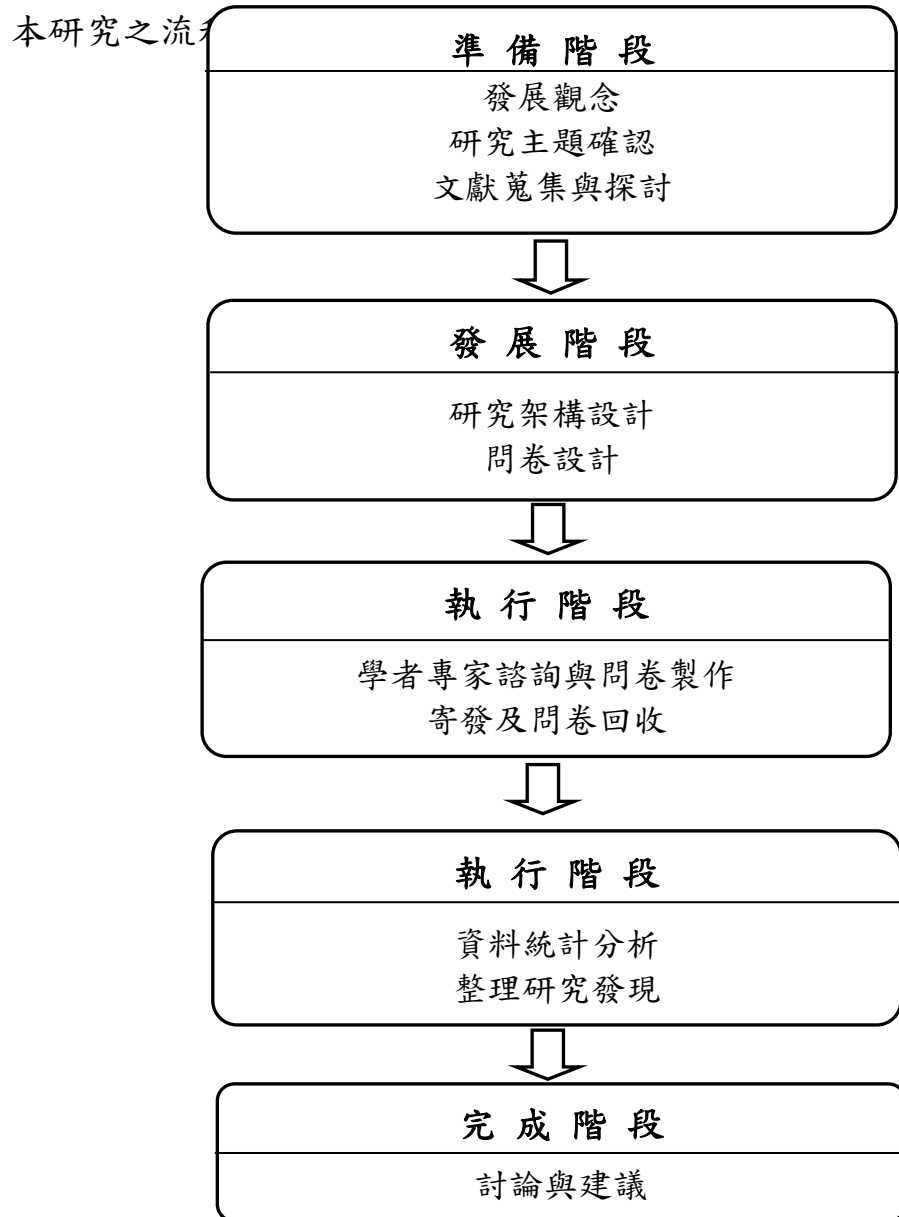 本研究之流
準備階段
發展觀念
研究主題確認
文獻蒐集與探討
發展階段
研究架構設計
問卷設計
執行階段
學者專家諮詢與問卷製作
寄發及問卷回收
執行階段
資料統計分析
整理研究發現
完成階段
討論與建議